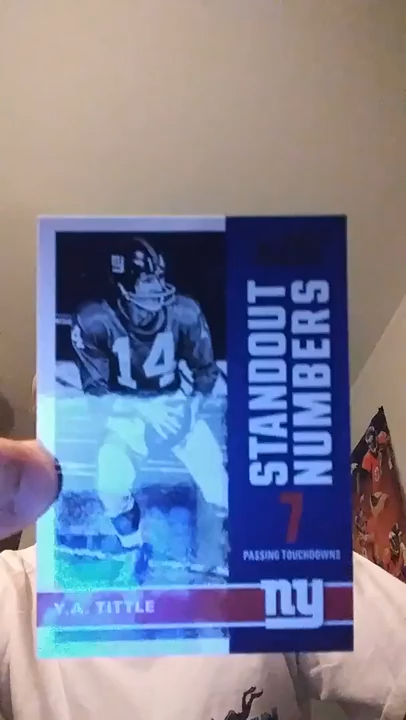 14
STANDOUT
NUMBERS
7
PASSING TOUCHDOWNS
ny
Y.A. TITTLE